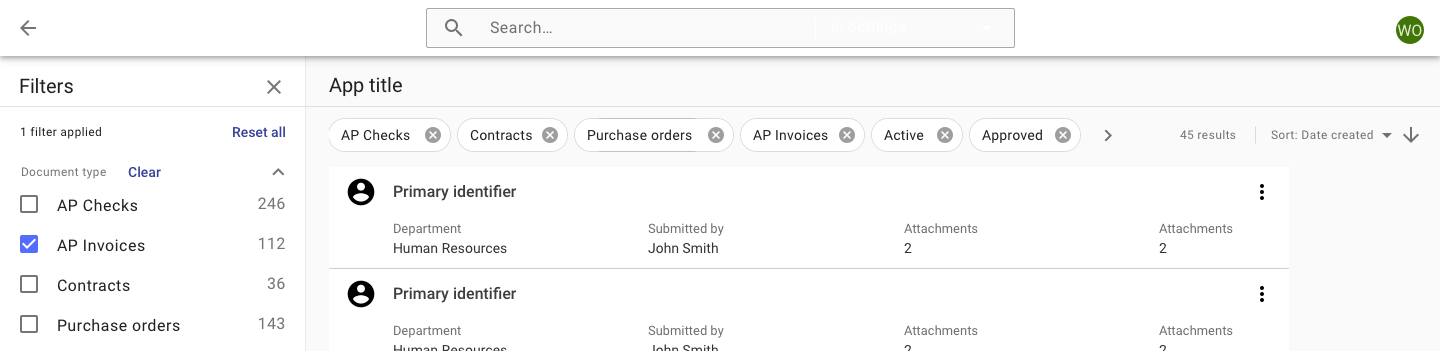 Search…
in Settings
WO
Filters
1 filter applied
Reset all
Document type
Clear
AP Checks
246
AP Invoices
112
Contracts
36
Purchase orders
143
App title
AP Checks
Contracts
Purchase orders
AP Invoices
Active
Approved
45 results
Sort: Date created
Primary identifier
Department
Submitted by
Attachments
Attachments
Human Resources
John Smith
2
2
Primary identifier
Department
Submitted by
Attachments
Attachments
Human Resources
John Smith
2
2